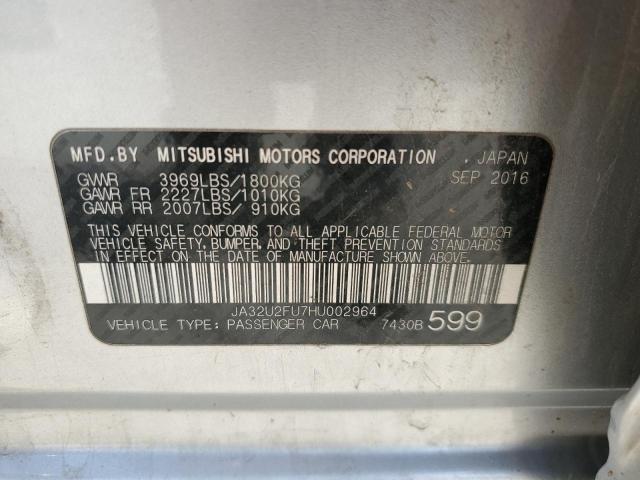 MFD.BY MITSUBISHI MOTORS CORPORATION . JAPAN
GVWR 3969LBS/1800KG SEP 2016
GAWR FR 2227LBS/1010KG
GAWR RR 2007LBS/ 910KG
THIS VEHICLE CONFORMS TO ALL APPLICABLE FEDERAL MOTOR
VEHICLE SAFETY, BUMPER, AND THEFT PREVENTION STANDARDS
IN EFFECT ON THE DATE OF MANUFACTURE SHOWN ABOVE.
JA32U2FU7HU002964
VEHICLE TYPE: PASSENGER CAR 7430B 599